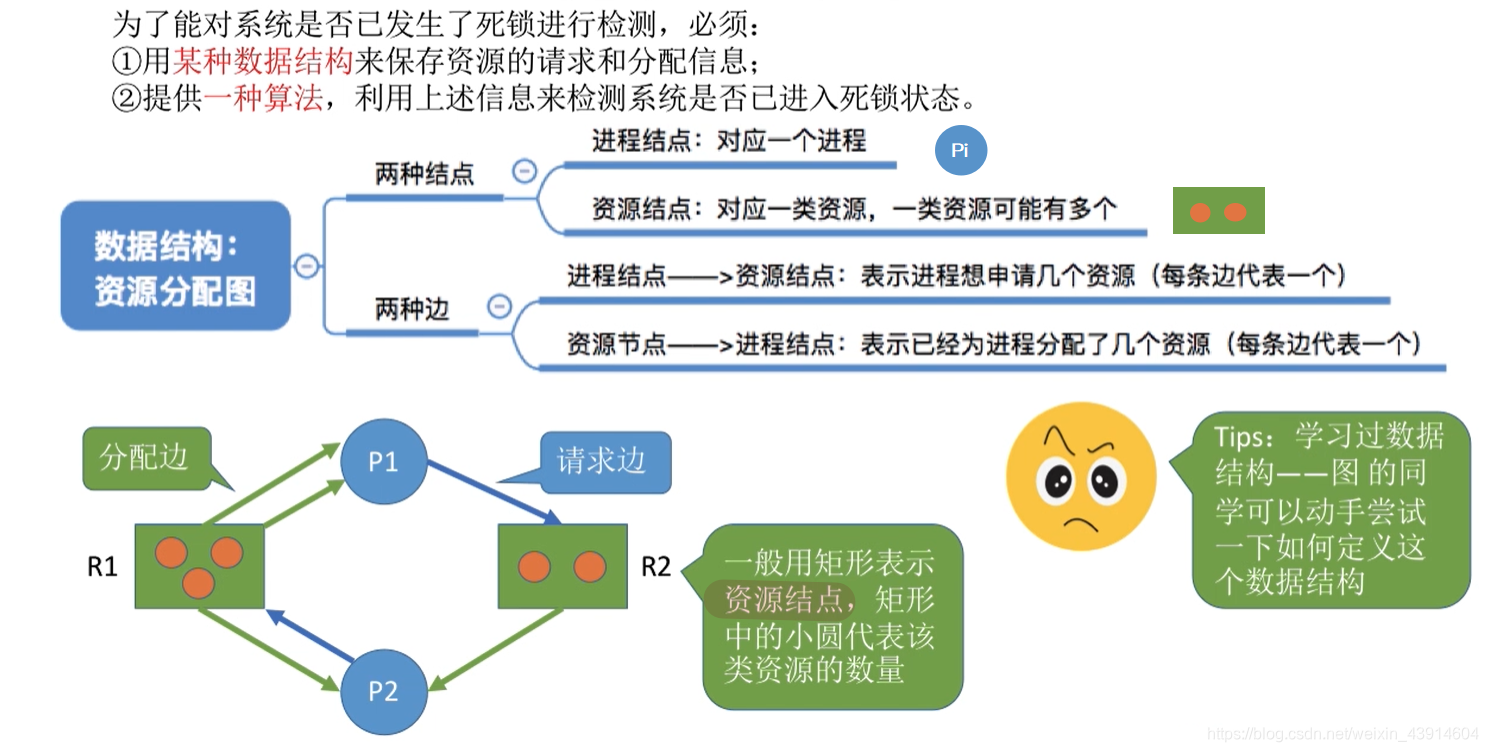 为了能对系统是否已发生了死锁进行检测，必须：
①用某种数据结构来保存资源的请求和分配信息；
②提供一种算法，利用上述信息来检测系统是否已进入死锁状态。
进程结点：对应一个进程
Pi
两种结点
资源结点：对应一类资源，一类资源可能有多个
数据结构：
资源分配图
进程结点——>资源结点：表示进程想申请几个资源（每条边代表一个）
两种边
资源节点——>进程结点：表示已经为进程分配了几个资源（每条边代表一个）
分配边
P1
请求边
R1
R2
P2
一般用矩形表示
资源结点，矩形
中的小圆代表该
类资源的数量
Tips：学习过数据
结构——图 的同
学可以动手尝试
一下如何定义这
个数据结构
https://blog.csdn.net/weixin_43914604